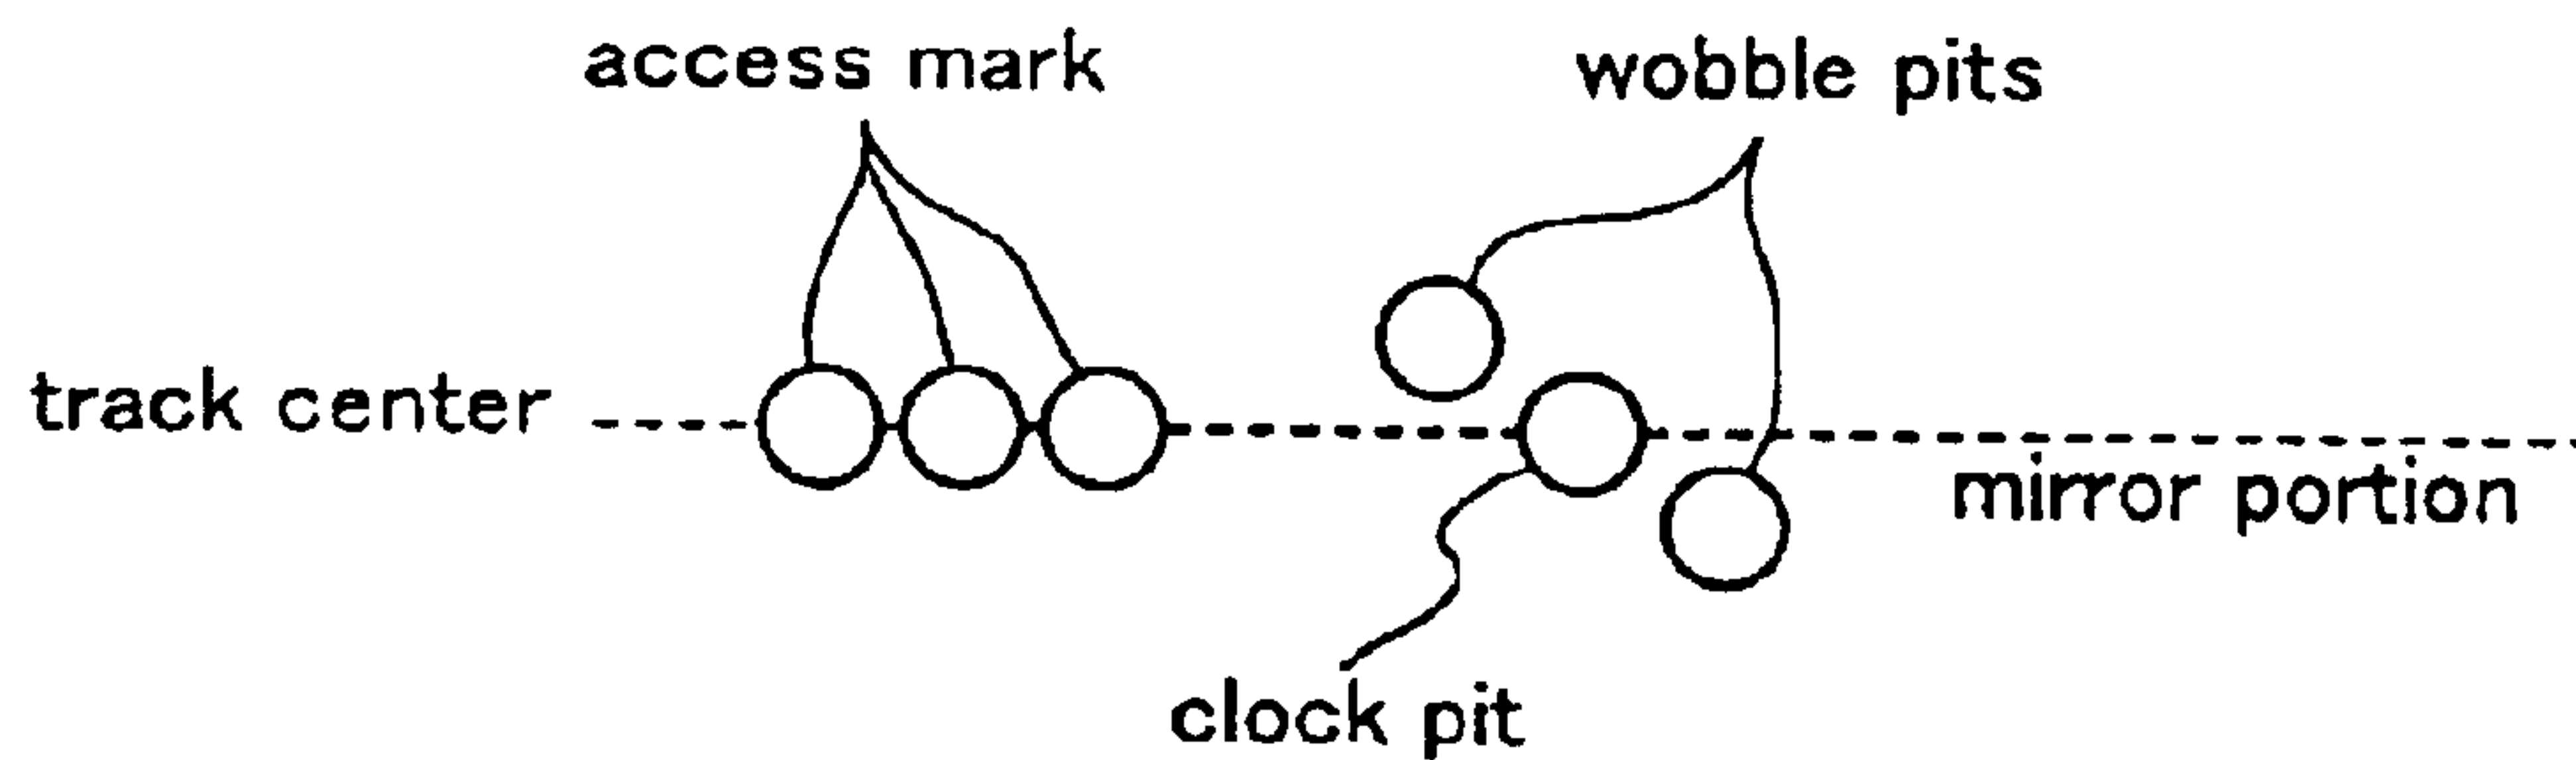 access mark
wobble pits
track center
mirror portion
clock pit